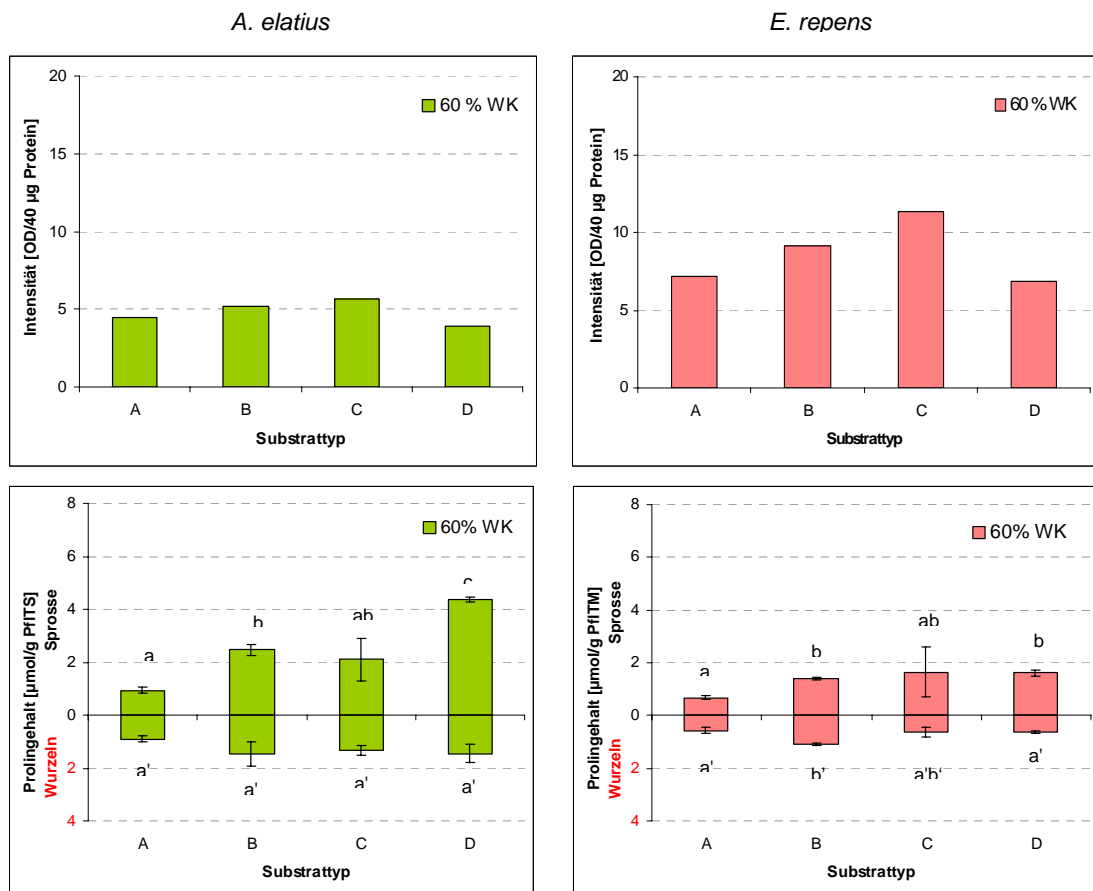 A. elatius
E. repens
Intensität [OD/40 µg Protein]
20
15
10
5
0
60 % WK
A B C D
Substrattyp
Intensität [OD/40 µg Protein]
20
15
10
5
0
60 % WK
A B C D
Substrattyp
Prolingehalt [µmol/g PflTS]
Wurzeln Sprosse
8
6
4
2
0
2
4
60% WK
a b ab c
a' a' a' a'
A B C D
Substrattyp
Prolingehalt [µmol/g PflTM]
Wurzeln Sprosse
8
6
4
2
0
2
4
60% WK
a b ab b
a' b' a'b' a'
A B C D
Substrattyp